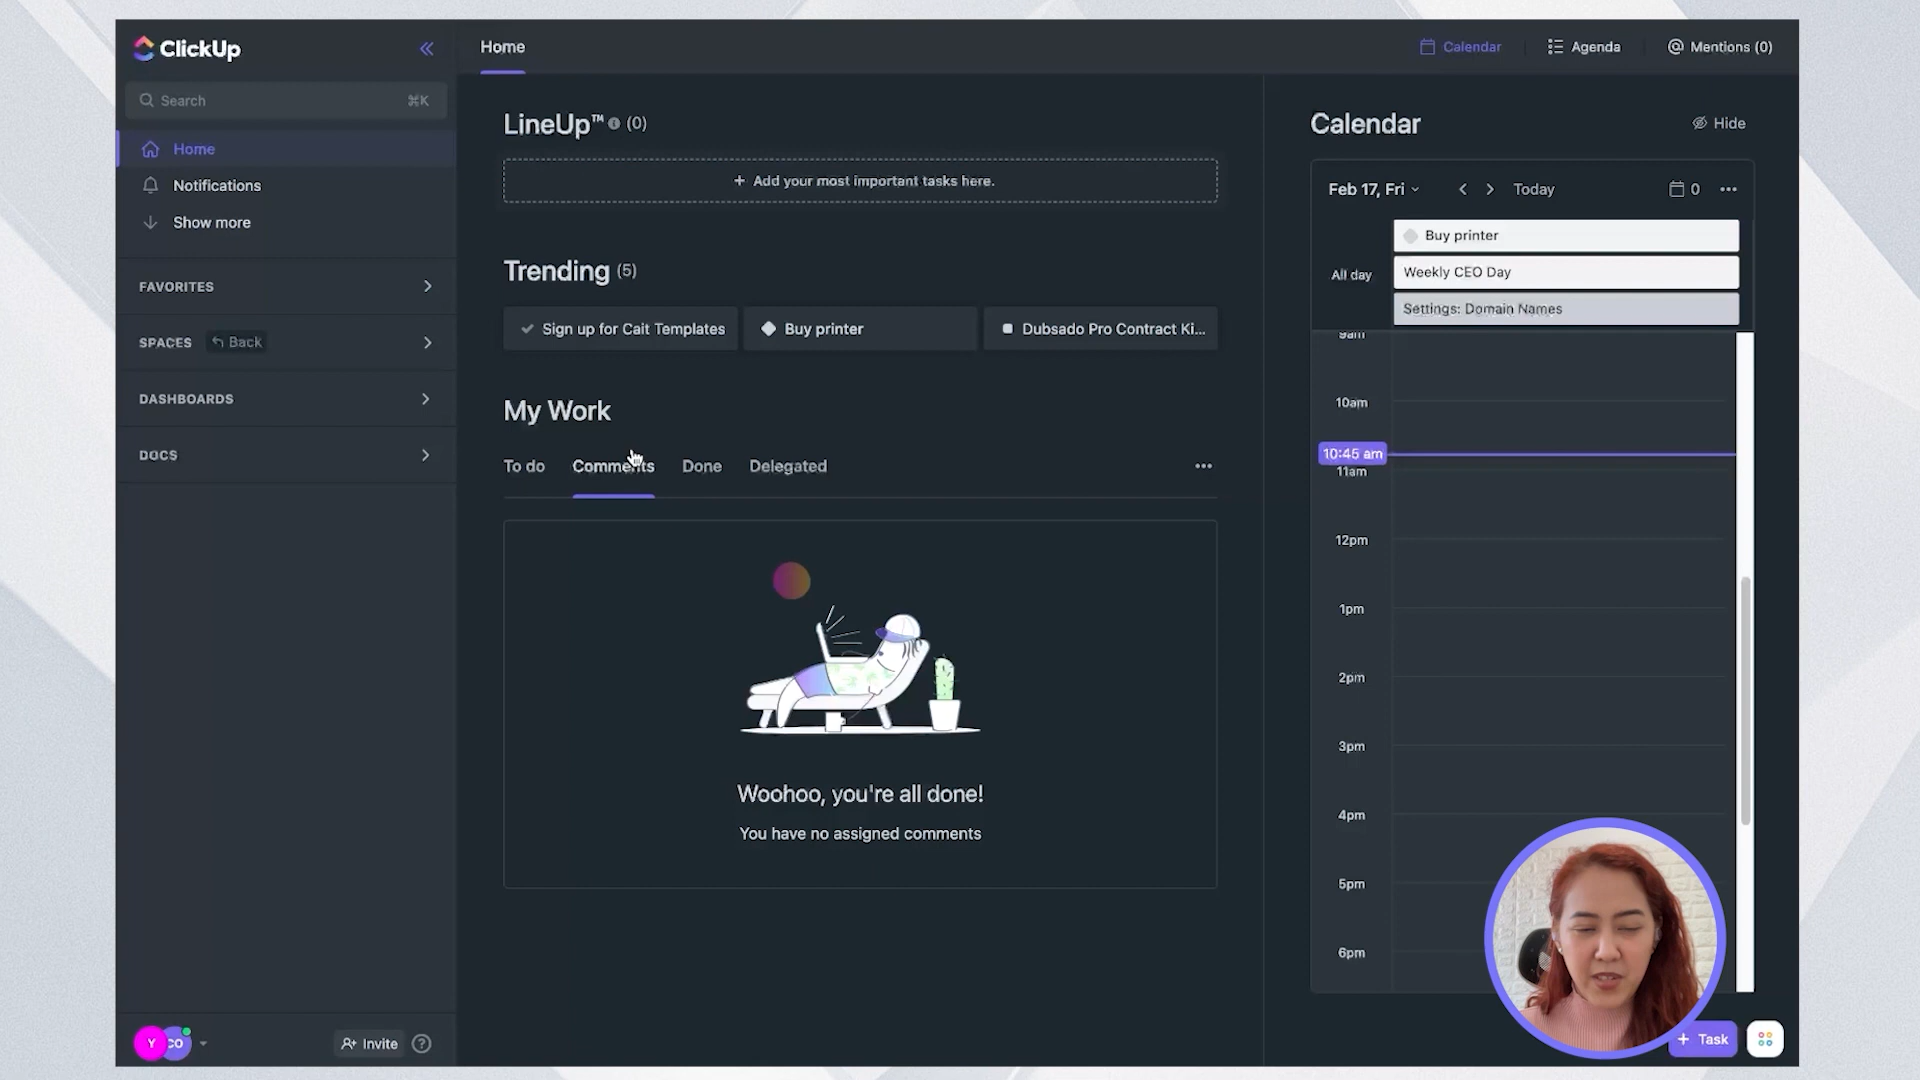 ClickUp
Search ⌘K
Home
Notifications
Show more
FAVORITES
SPACES Back
DASHBOARDS
DOCS
Y CO
Invite
Home
Calendar
Agenda
Mentions (0)
LineUp™ (0)
+ Add your most important tasks here.
Trending (5)
Sign up for Cait Templates
Buy printer
Dubsado Pro Contract Ki...
My Work
To do Comments Done Delegated
Woohoo, you're all done!
You have no assigned comments
Calendar
Hide
Feb 17, Fri
Today
0
All day
Buy printer
Weekly CEO Day
Settings: Domain Names
9am
10am
10:45 am
11am
12pm
1pm
2pm
3pm
4pm
5pm
6pm
+ Task